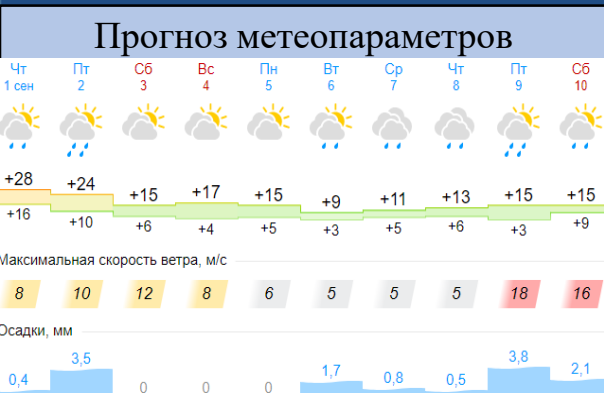 Прогноз метеопараметров
Чт Пт Сб Вс Пн Вт Ср Чт Пт Сб
1 сен 2 3 4 5 6 7 8 9 10
+28 +24 +15 +17 +15 +9 +11 +13 +15 +15
+16 +10 +6 +4 +5 +3 +5 +6 +3 +9
Максимальная скорость ветра, м/с
8 10 12 8 6 5 5 5 18 16
Осадки, мм
0,4 3,5 0 0 0 1,7 0,8 0,5 3,8 2,1